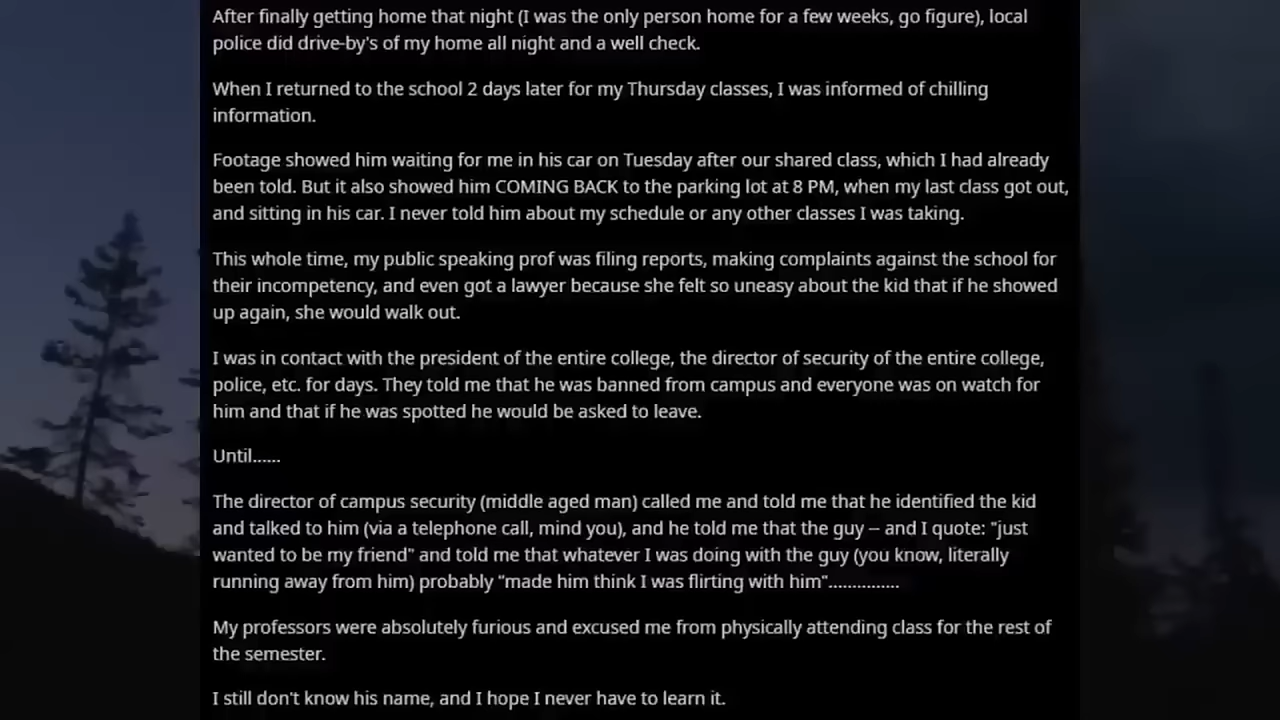 After finally getting home that night (I was the only person home for a few weeks, go figure), local
police did drive-by's of my home all night and a well check.
When I returned to the school 2 days later for my Thursday classes, I was informed of chilling
information.
Footage showed him waiting for me in his car on Tuesday after our shared class, which I had already
been told. But it also showed him COMING BACK to the parking lot at 8 PM, when my last class got out,
and sitting in his car. I never told him about my schedule or any other classes I was taking.
This whole time, my public speaking prof was filing reports, making complaints against the school for
their incompetency, and even got a lawyer because she felt so uneasy about the kid that if he showed
up again, she would walk out.
I was in contact with the president of the entire college, the director of security of the entire college,
police, etc. for days. They told me that he was banned from campus and everyone was on watch for
him and that if he was spotted he would be asked to leave.
Until......
The director of campus security (middle aged man) called me and told me that he identified the kid
and talked to him (via a telephone call, mind you), and he told me that the guy -- and I quote: "just
wanted to be my friend" and told me that whatever I was doing with the guy (you know, literally
running away from him) probably "made him think I was flirting with him"...............
My professors were absolutely furious and excused me from physically attending class for the rest of
the semester.
I still don't know his name, and I hope I never have to learn it.